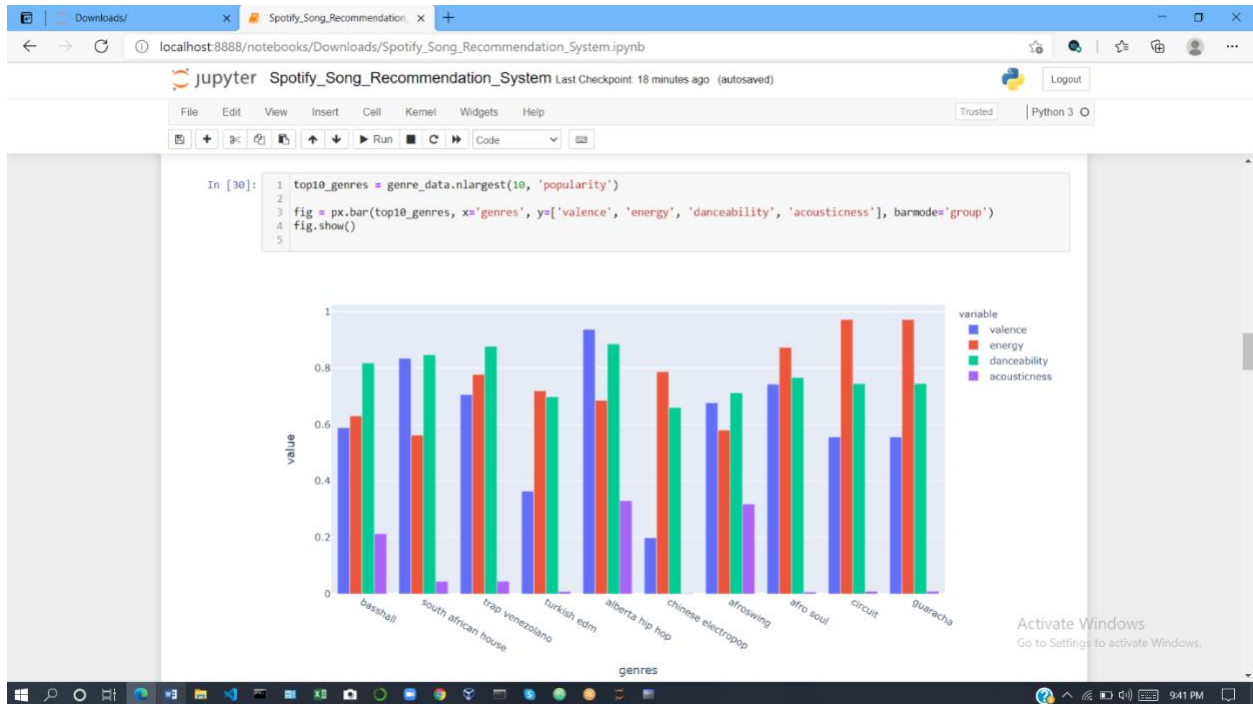 Downloads/
Spotify_Song_Recommendation_
localhost:8888/notebooks/Downloads/Spotify_Song_Recommendation_System.ipynb
jupyter Spotify_Song_Recommendation_System Last Checkpoint: 18 minutes ago (autosaved)
Logout
File Edit View Insert Cell Kernel Widgets Help
Trusted
Python 3
Run
Code
In [30]:
1 top10_genres = genre_data.nlargest(10, 'popularity')
2
3 fig = px.bar(top10_genres, x='genres', y=['valence', 'energy', 'danceability', 'acousticness'], barmode='group')
4 fig.show()
5
1
0.8
0.6
0.4
0.2
0
value
basshall
south african house
trap venezolano
turkish edm
alberta hip hop
chinese electropop
afroswing
afro soul
circuit
guaracha
genres
variable
valence
energy
danceability
acousticness
Activate Windows
Go to Settings to activate Windows.
9:41 PM